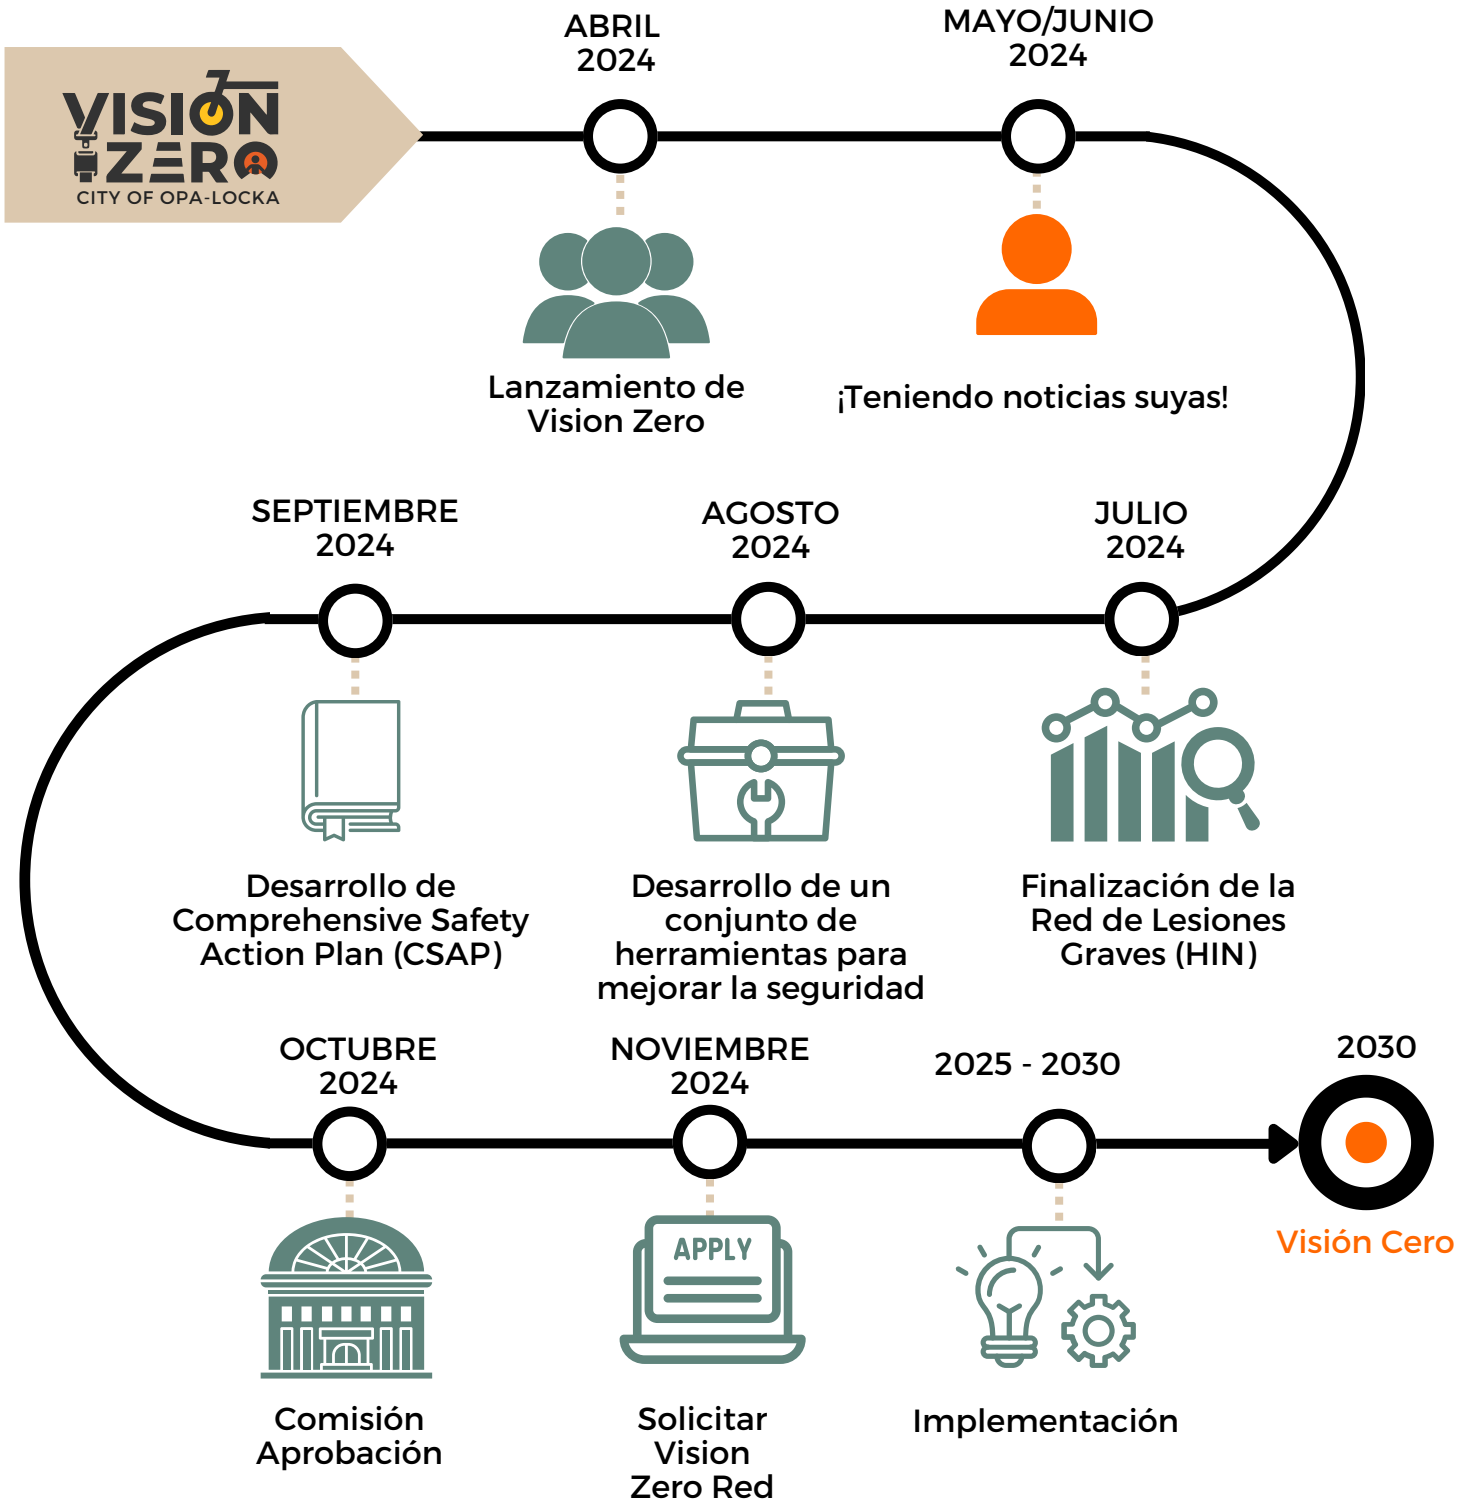 VISION
ZERO
CITY OF OPA-LOCKA
ABRIL
2024
Lanzamiento de
Vision Zero
MAYO/JUNIO
2024
¡Teniendo noticias suyas!
JULIO
2024
Finalización de la
Red de Lesiones
Graves (HIN)
AGOSTO
2024
Desarrollo de un
conjunto de
herramientas para
mejorar la seguridad
SEPTIEMBRE
2024
Desarrollo de
Comprehensive Safety
Action Plan (CSAP)
OCTUBRE
2024
Comisión
Aprobación
NOVIEMBRE
2024
APPLY
Solicitar
Vision
Zero Red
2025 - 2030
Implementación
2030
Visión Cero